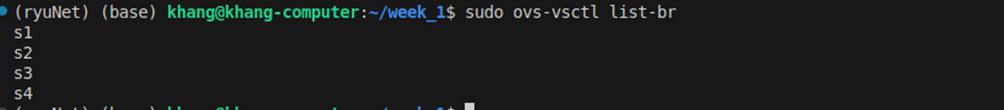 (ryuNet) (base) khang@khang-computer:~/week_1$ sudo ovs-vsctl list-br
s1
s2
s3
s4